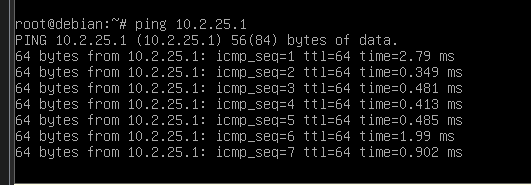 root@debian:~# ping 10.2.25.1
PING 10.2.25.1 (10.2.25.1) 56(84) bytes of data.
64 bytes from 10.2.25.1: icmp_seq=1 ttl=64 time=2.79 ms
64 bytes from 10.2.25.1: icmp_seq=2 ttl=64 time=0.349 ms
64 bytes from 10.2.25.1: icmp_seq=3 ttl=64 time=0.481 ms
64 bytes from 10.2.25.1: icmp_seq=4 ttl=64 time=0.413 ms
64 bytes from 10.2.25.1: icmp_seq=5 ttl=64 time=0.485 ms
64 bytes from 10.2.25.1: icmp_seq=6 ttl=64 time=1.99 ms
64 bytes from 10.2.25.1: icmp_seq=7 ttl=64 time=0.902 ms